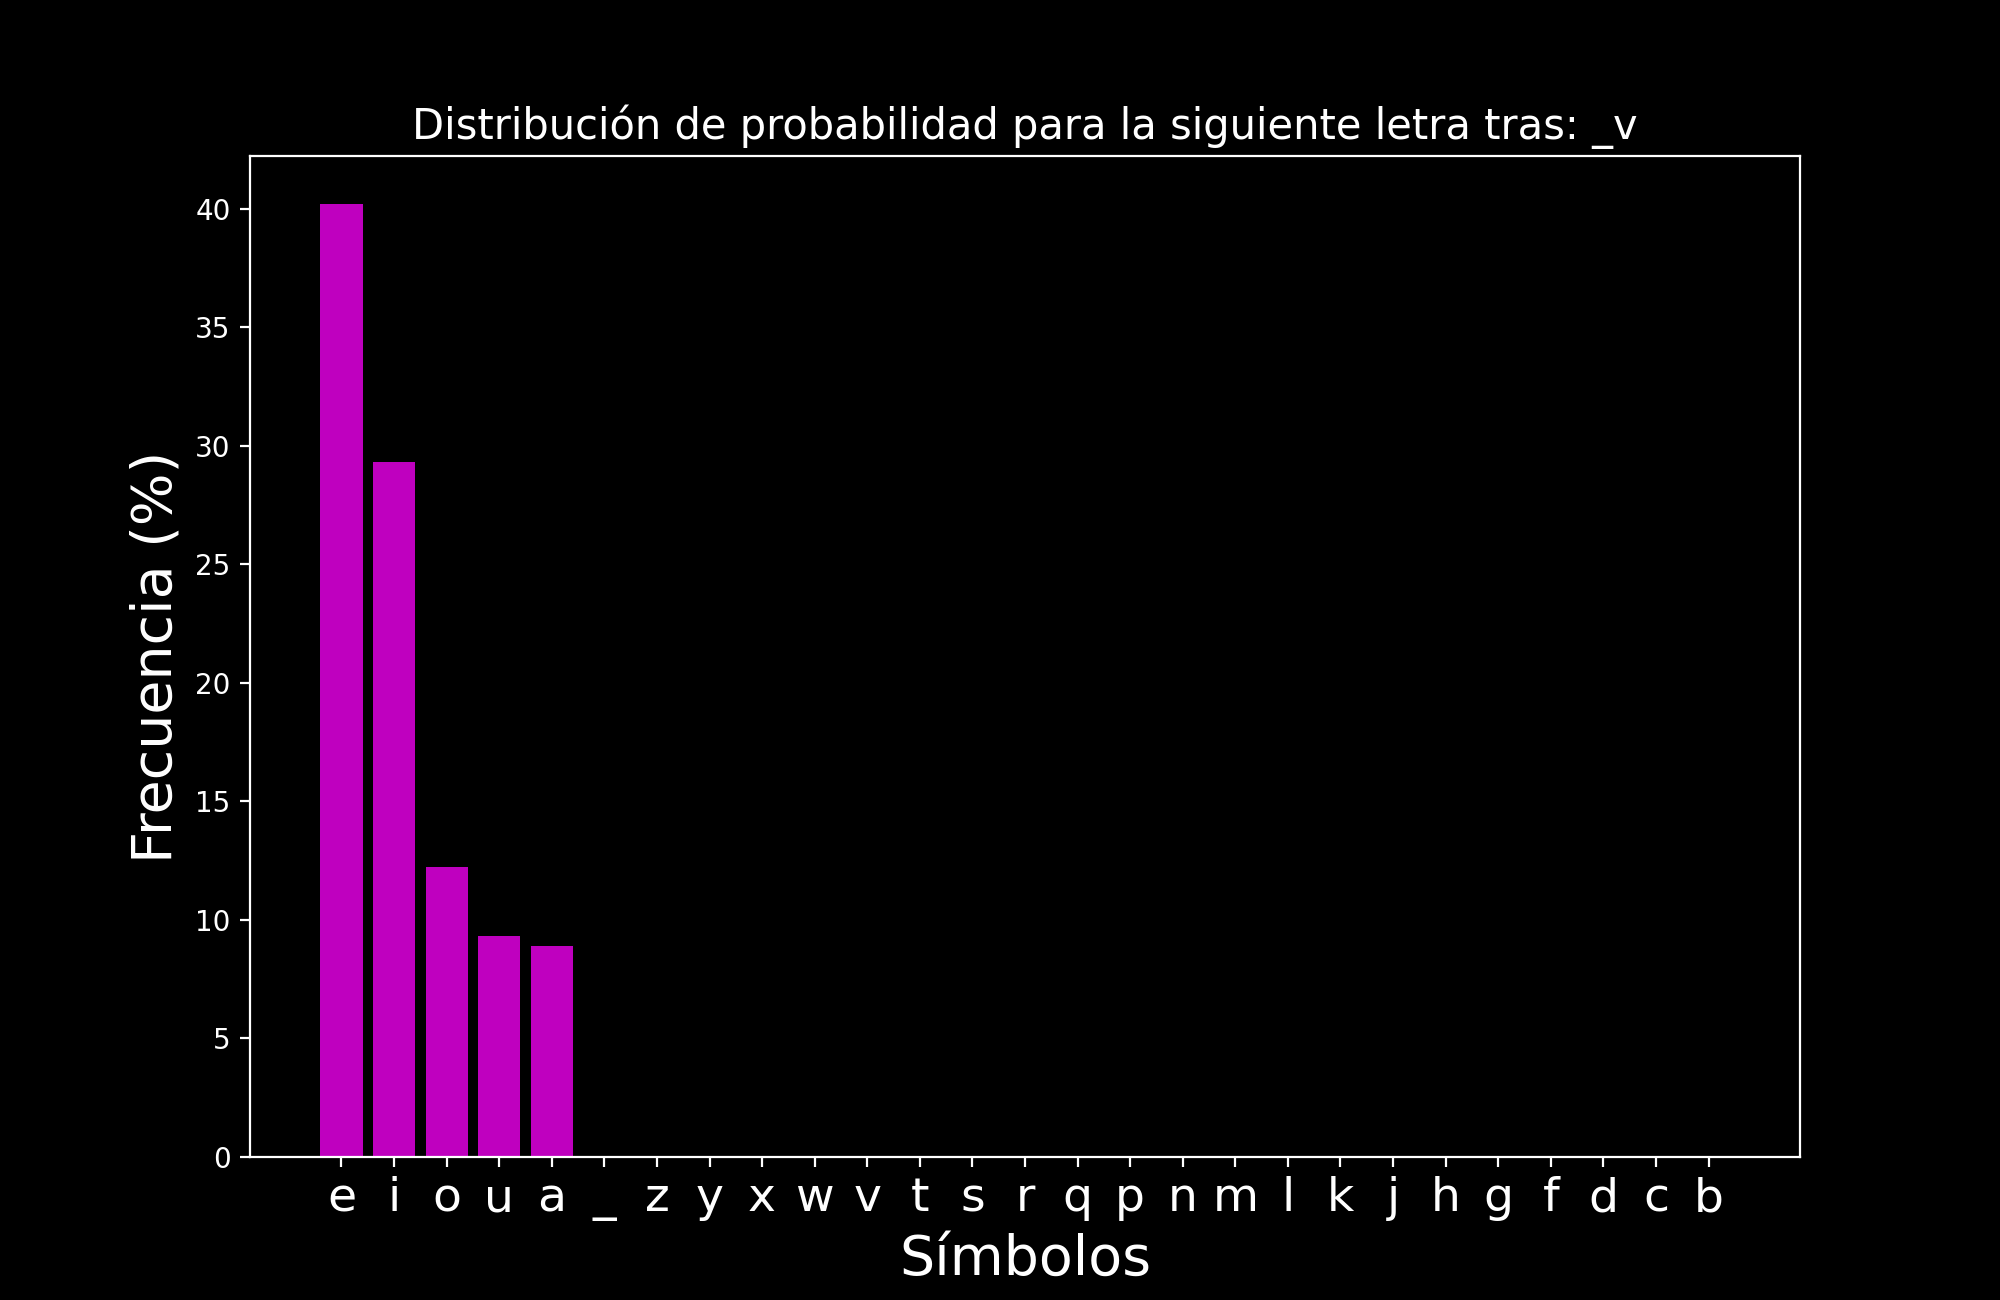 Distribución de probabilidad para la siguiente letra tras: _v
Frecuencia (%)
40
35
30
25
20
15
10
5
0
e i o u a _ z y x w v t s r q p n m l k j h g f d c b
Símbolos